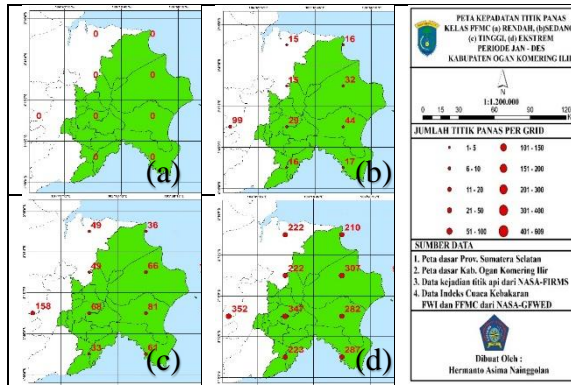 0 0
0 0
0 0 0
0 0
(a)
15 16
15 32
99 29 44
16 17
(b)
49 36
49 66
158 68 81
33 61
(c)
222 210
222 307
352 347 282
223 287
(d)
PETA KEPADATAN TITIK PANAS
KELAS FFMC (a) RENDAH, (b)SEDANG
(c) TINGGI, (d) EKSTREM
PERIODE JAN - DES
KABUPATEN OGAN KOMERING ILIR
N
1:1.200.000
0 15 30 60 90 120
JUMLAH TITIK PANAS PER GRID
1- 5 101 - 150
6 - 10 151 - 200
11 - 20 201 - 300
21 - 50 301 - 400
51 - 100 401 - 609
SUMBER DATA
1. Peta dasar Prov. Sumatera Selatan
2. Peta dasar Kab. Ogan Komering Ilir
3. Data kejadian titik api dari NASA-FIRMS
4. Data Indeks Cuaca Kebakaran
FWI dan FFMC dari NASA-GFWED
Dibuat Oleh :
Hermanto Asima Nainggolan